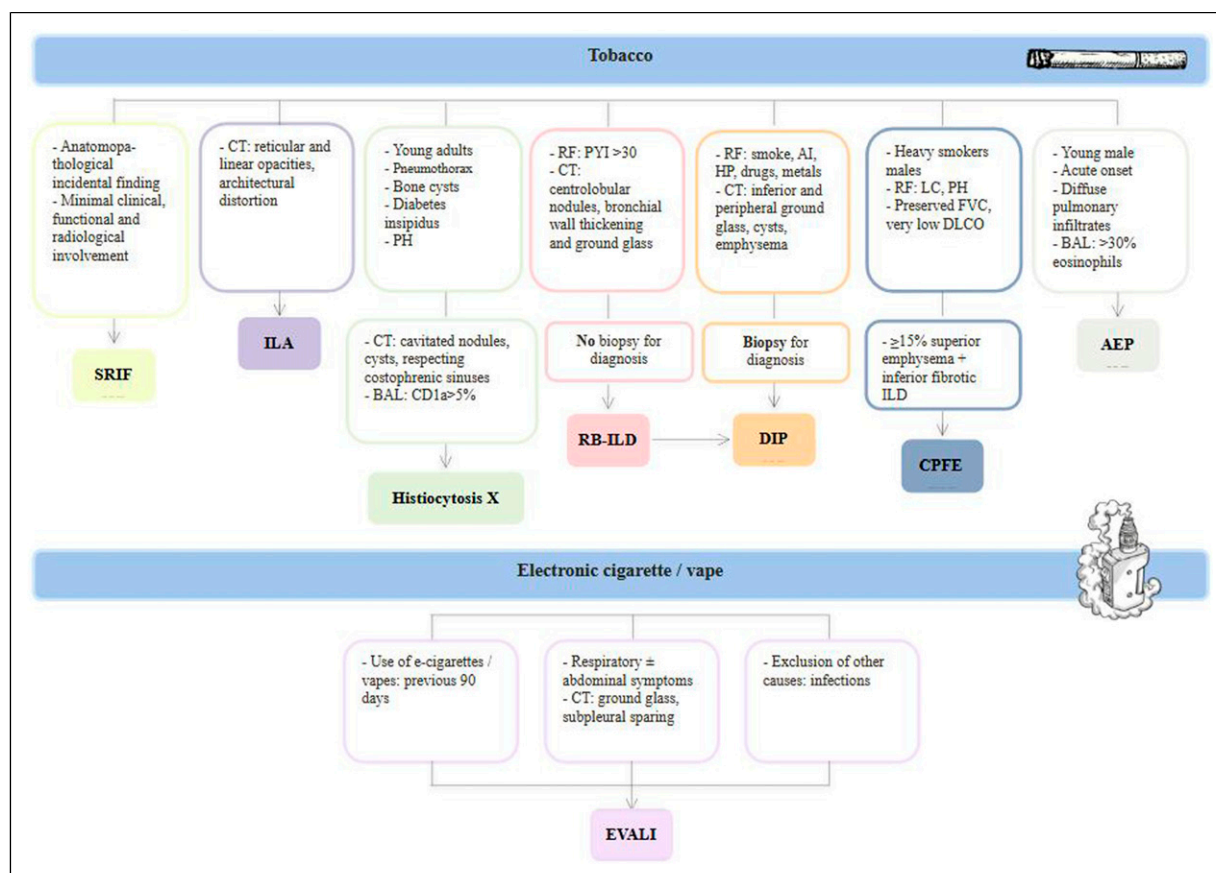 Tobacco
- Anatomopa-
thological
incidental finding
- Minimal clinical,
functional and
radiological
involvement
SRIF
- CT: reticular and
linear opacities,
architectural
distortion
ILA
- Young adults
- Pneumothorax
- Bone cysts
- Diabetes
insipidus
- PH
- CT: cavitated nodules,
cysts, respecting
costophrenic sinuses
- BAL: CD1a>5%
Histiocytosis X
- RF: PYI >30
- CT:
centrolobular
nodules, bronchial
wall thickening
and ground glass
No biopsy for
diagnosis
RB-ILD
- RF: smoke, AI,
HP, drugs, metals
- CT: inferior and
peripheral ground
glass, cysts,
emphysema
Biopsy for
diagnosis
DIP
- Heavy smokers
males
- RF: LC, PH
- Preserved FVC,
very low DLCO
- ≥15% superior
emphysema +
inferior fibrotic
ILD
CPFE
- Young male
- Acute onset
- Diffuse
pulmonary
infiltrates
- BAL: >30%
eosinophils
AEP
Electronic cigarette / vape
- Use of e-cigarettes /
vapes: previous 90
days
- Respiratory ±
abdominal symptoms
- CT: ground glass,
subpleural sparing
- Exclusion of other
causes: infections
EVALI